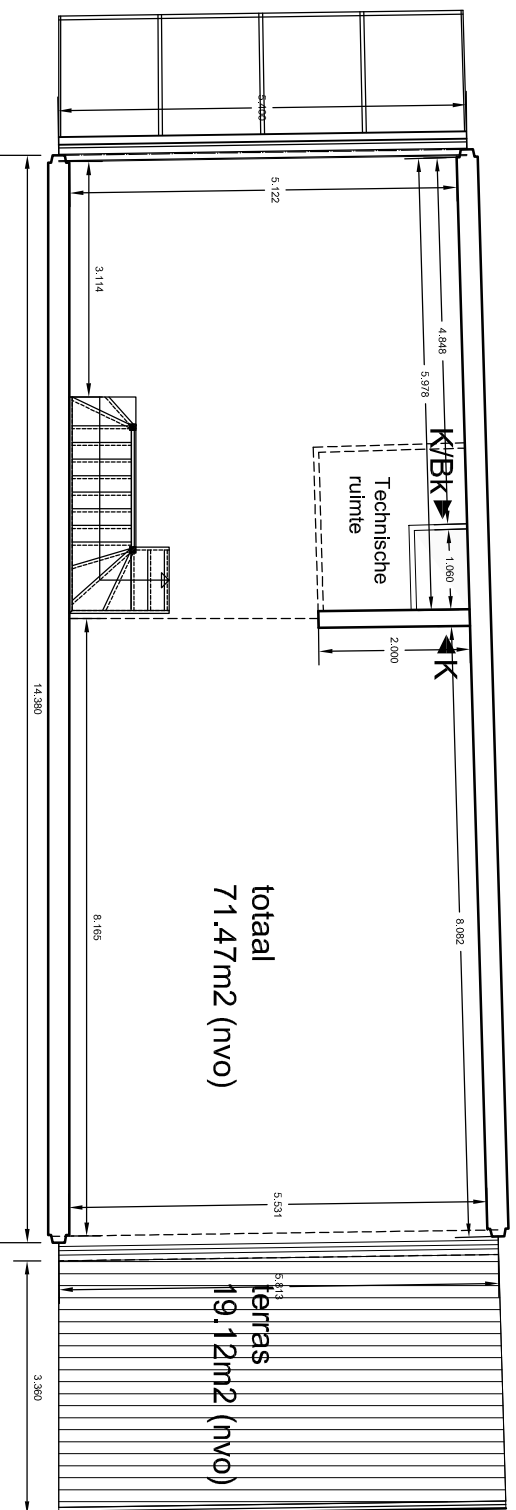 5.400
5.122
3.114
4.848
5.978
K/Bk
Technische
ruimte
1.060
2.000
K
14.380
8.165
totaal
71.47m2 (nvo)
8.082
5.531
5.813
terras
19.12m2 (nvo)
3.360